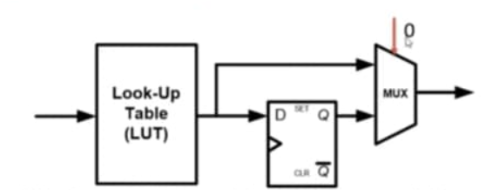 0
Look-Up
Table
(LUT)
MUX
D SET Q
CLR Q̅